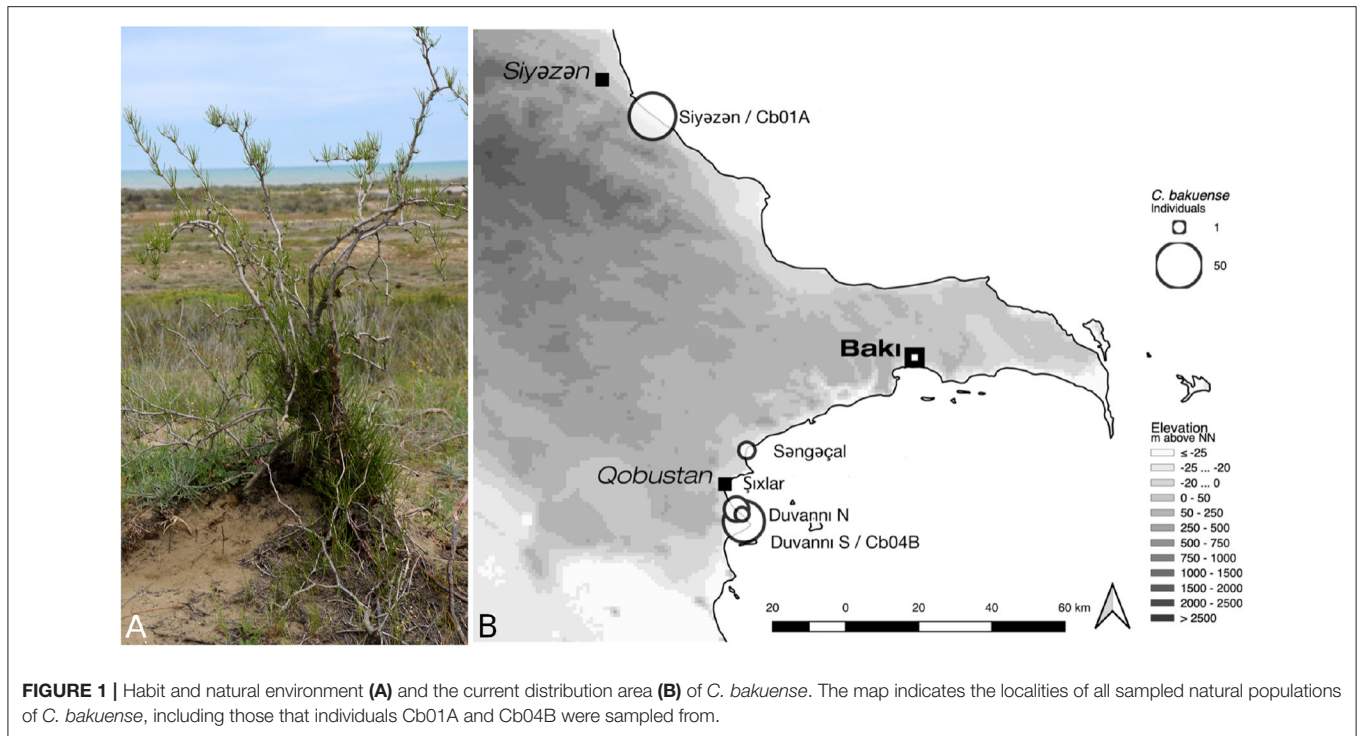 A
B
Siyəzən
Siyəzən / Cb01A
C. bakuense
Individuals
1
50
Bakı
Səngəçal
Qobustan
Şıxlar
Duvannı N
Duvannı S / Cb04B
Elevation
m above NN
≤ -25
-25 ... -20
-20 ... 0
0 - 50
50 - 250
250 - 500
500 - 750
750 - 1000
1000 - 1500
1500 - 2000
2000 - 2500
> 2500
20 0 20 40 60 km
FIGURE 1 | Habit and natural environment (A) and the current distribution area (B) of C. bakuense. The map indicates the localities of all sampled natural populations
of C. bakuense, including those that individuals Cb01A and Cb04B were sampled from.